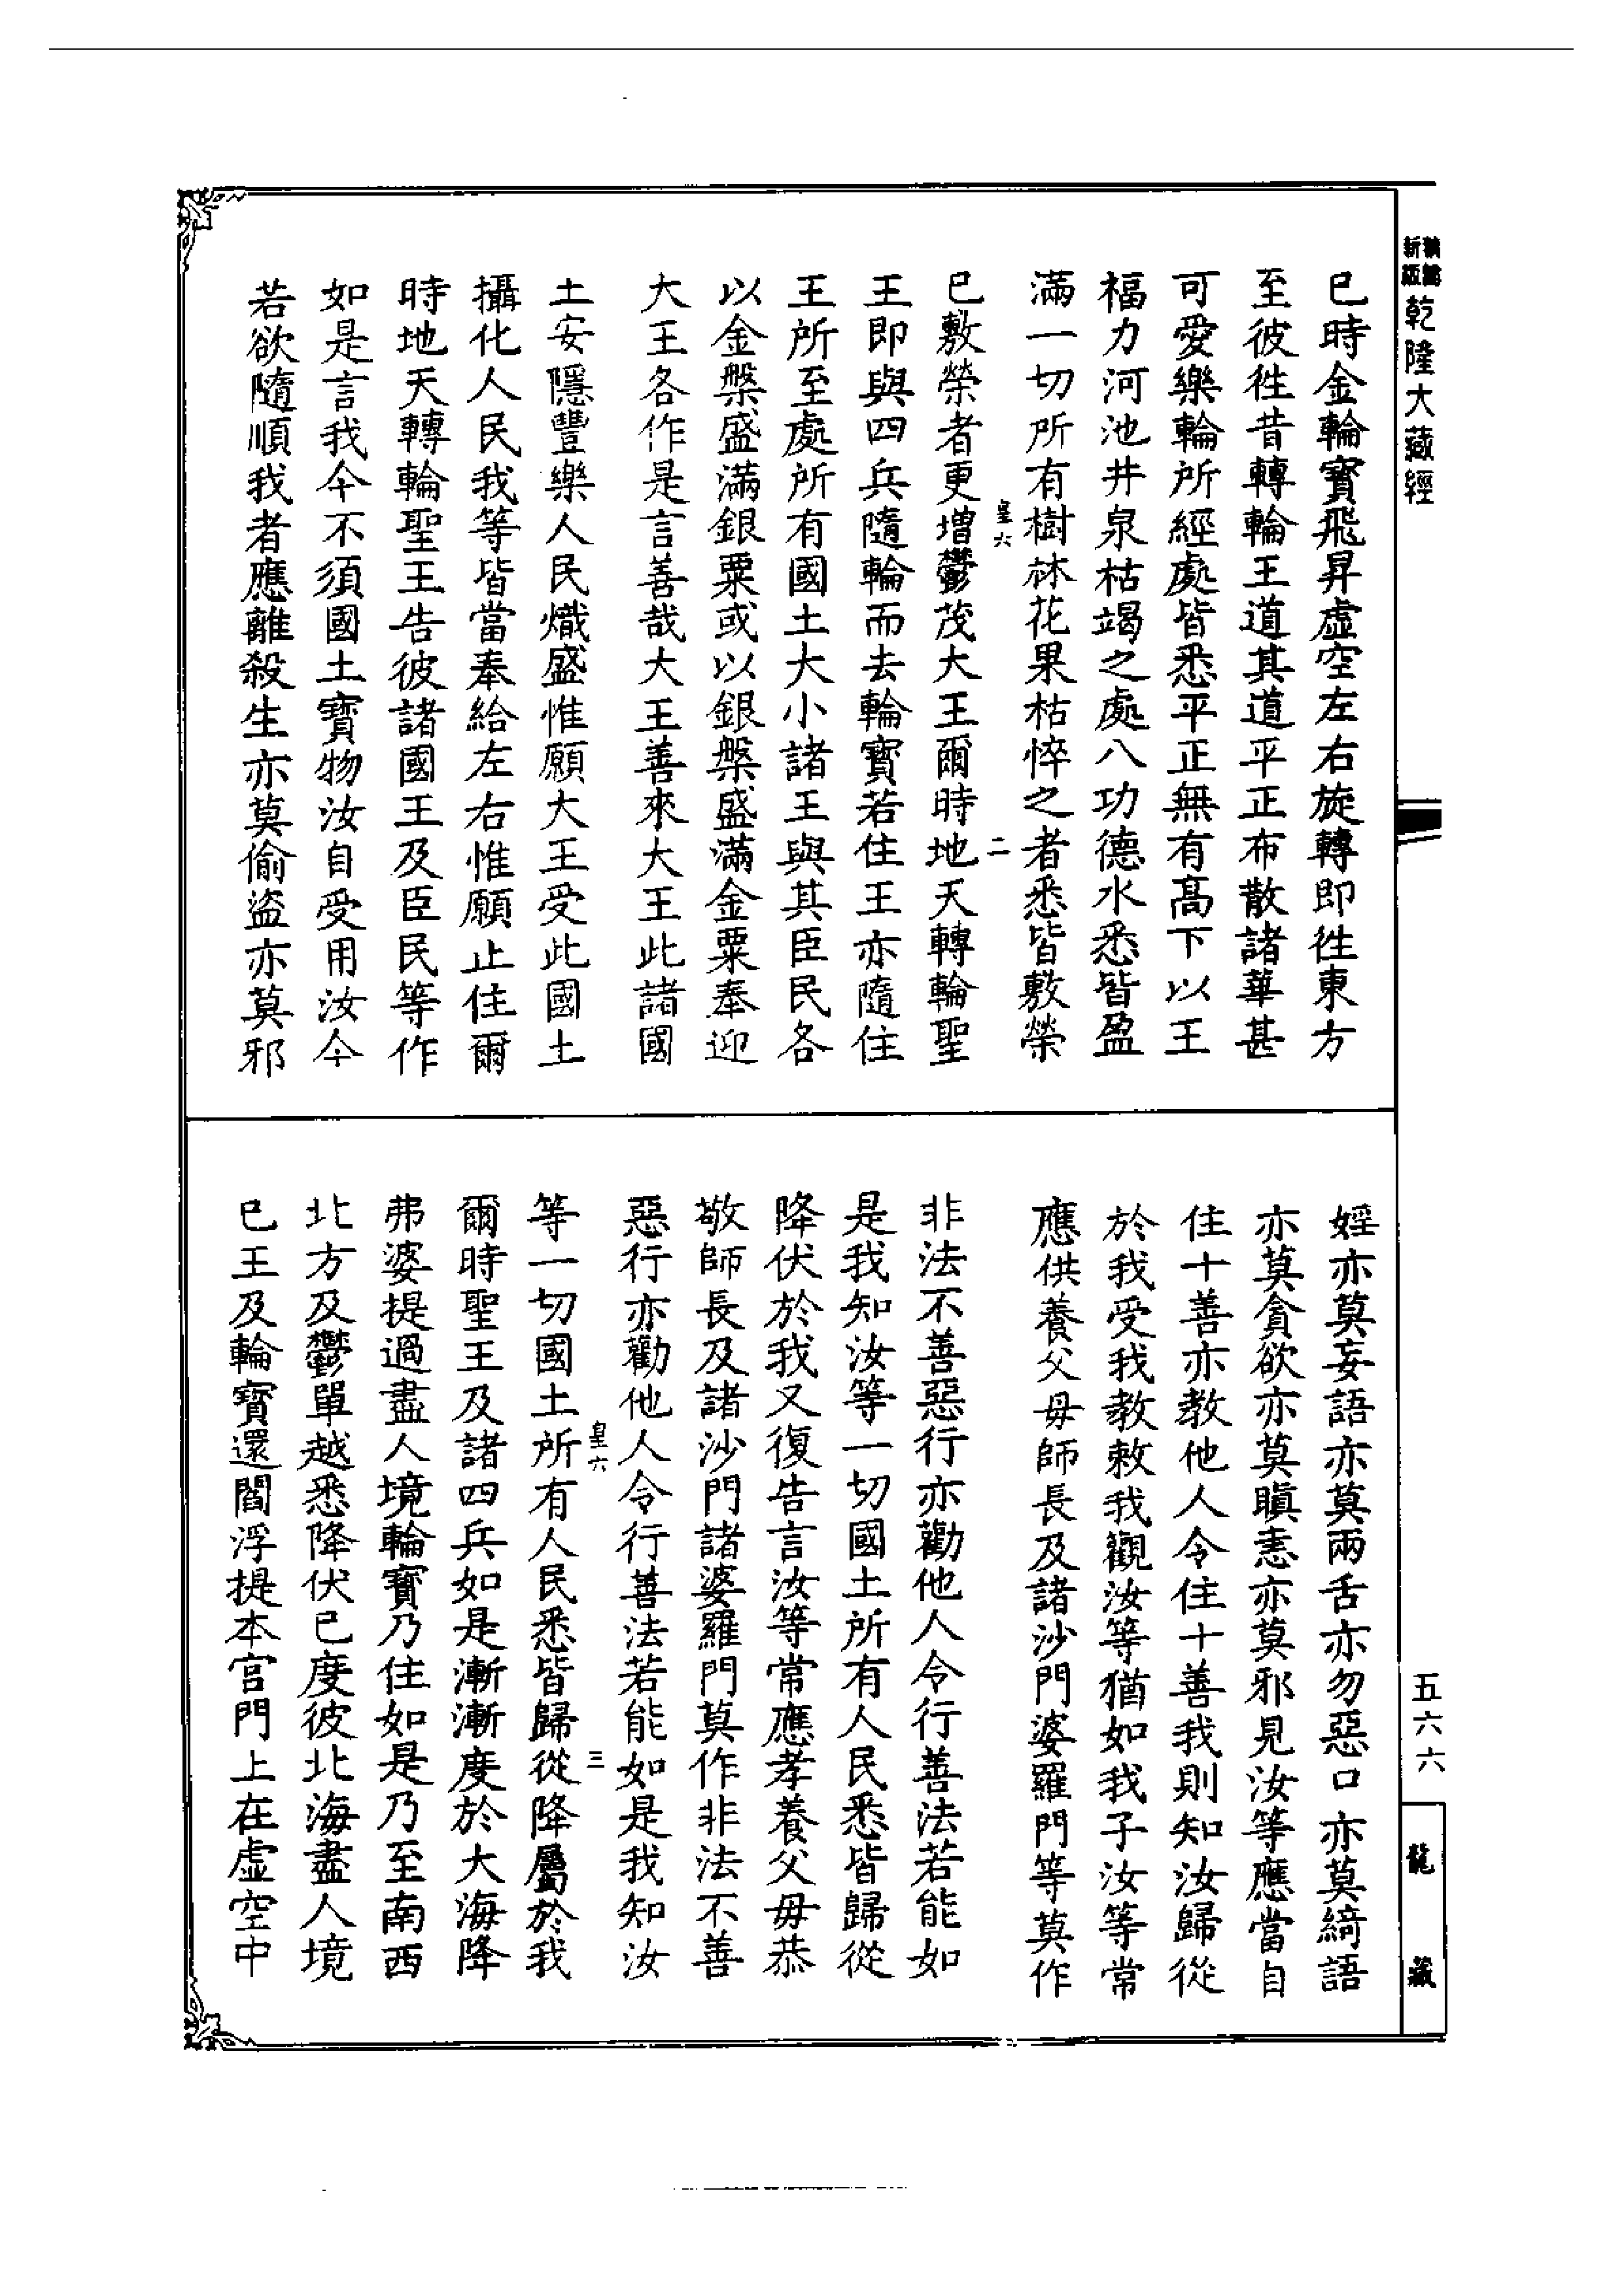 精鐫
新版
乾隆大藏經
已時金輪寶飛昇虛空左右旋轉即徃東方
至彼徃昔轉輪王道其道平正布散諸華甚
可愛樂輪所經處皆悉平正無有高下以王
福力河池井泉枯竭之處八功德水悉皆盈
滿一切所有樹林花果枯悴之者悉皆敷榮
皇六 二
已敷榮者更增鬱茂大王爾時地天轉輪聖
王即與四兵隨輪而去輪寶若住王亦隨住
王所至處所有國土大小諸王與其臣民各
以金槃盛滿銀粟或以銀槃盛滿金粟奉迎
大王各作是言善哉大王善來大王此諸國
土安隱豐樂人民熾盛惟願大王受此國土
攝化人民我等皆當奉給左右惟願止住爾
時地天轉輪聖王告彼諸國王及臣民等作
如是言我今不須國土寶物汝自受用汝今
若欲隨順我者應離殺生亦莫偷盜亦莫邪
婬亦莫妄語亦莫兩舌亦勿惡口亦莫綺語
亦莫貪欲亦莫瞋恚亦莫邪見汝等應當自
住十善亦教他人令住十善我則知汝歸從
於我受我教敕我觀汝等猶如我子汝等常
應供養父毋師長及諸沙門婆羅門等莫作
非法不善惡行亦勸他人令行善法若能如
是我知汝等一切國土所有人民悉皆歸從
降伏於我又復告言汝等常應孝養父毋恭
敬師長及諸沙門諸婆羅門莫作非法不善
惡行亦勸他人令行善法若能如是我知汝
皇六 三
等一切國土所有人民悉皆歸從降屬於我
爾時聖王及諸四兵如是漸漸度於大海降
弗婆提過盡人境輪寶乃住如是乃至南西
北方及鬱單越悉降伏已度彼北海盡人境
已王及輪寶還閻浮提本宮門上在虛空中
五六六
龍藏